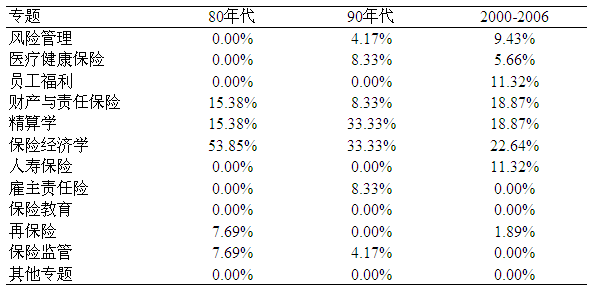 专题 80年代 90年代 2000-2006
风险管理 0.00% 4.17% 9.43%
医疗健康保险 0.00% 8.33% 5.66%
员工福利 0.00% 0.00% 11.32%
财产与责任保险 15.38% 8.33% 18.87%
精算学 15.38% 33.33% 18.87%
保险经济学 53.85% 33.33% 22.64%
人寿保险 0.00% 0.00% 11.32%
雇主责任险 0.00% 8.33% 0.00%
保险教育 0.00% 0.00% 0.00%
再保险 7.69% 0.00% 1.89%
保险监管 7.69% 4.17% 0.00%
其他专题 0.00% 0.00% 0.00%